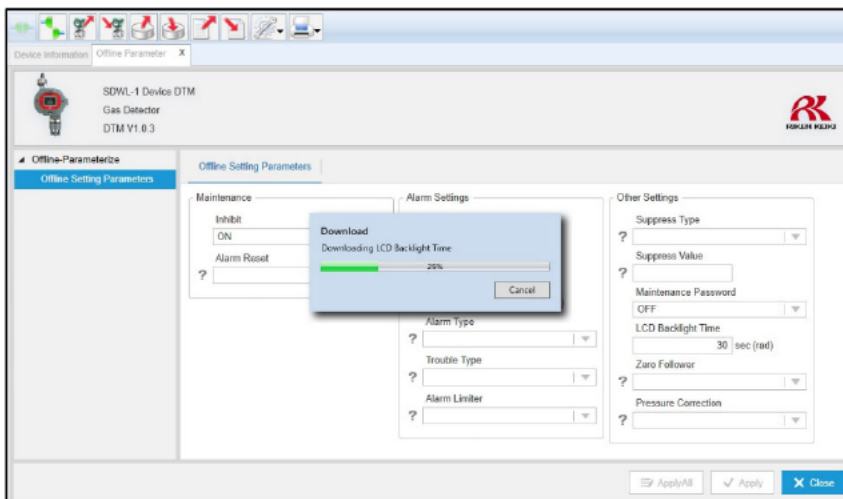 Device Information
Offline Parameter
X
SDWL-1 Device DTM
Gas Detector
DTM V1.0.3
RIKEN KEIKI
Offline-Parameterize
Offline Setting Parameters
Offline Setting Parameters
Maintenance
Inhibit
ON
Alarm Reset
?
Alarm Settings
Alarm Type
?
Trouble Type
?
Alarm Limiter
?
Download
Downloading LCD Backlight Time
25%
Cancel
Other Settings
Suppress Type
?
Suppress Value
?
Maintenance Password
OFF
LCD Backlight Time
30 sec (rad)
Zero Follower
?
Pressure Correction
?
ApplyAll
Apply
X Close